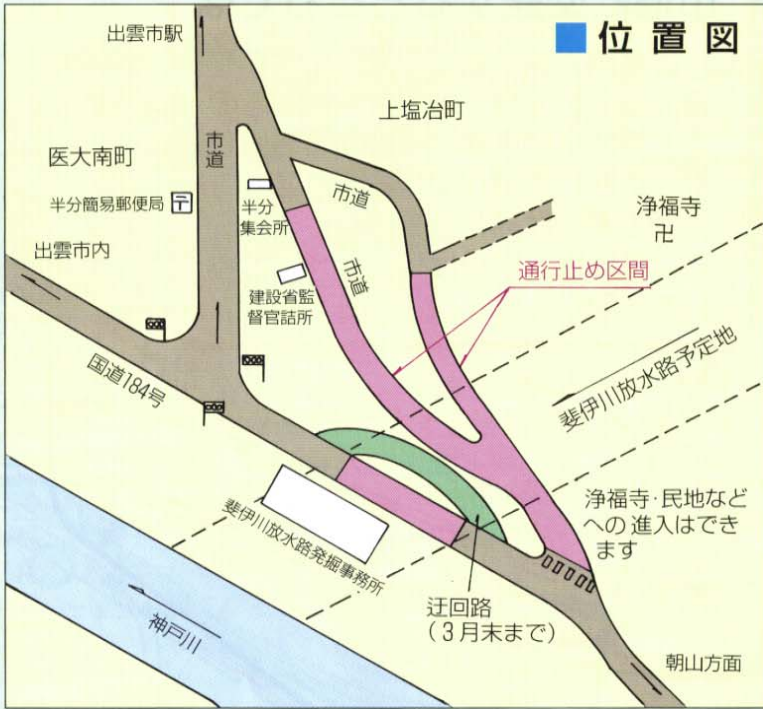 ■位置図
出雲市駅
上塩冶町
市道
医大南町
半分簡易郵便局
半分
集会所
市道
浄福寺
出雲市内
市道
通行止め区間
建設省監
督官詰所
国道184号
斐伊川放水路予定地
浄福寺・民地など
への進入はでき
ます
斐伊川放水路発掘事務所
迂回路
(3月末まで)
神戸川
朝山方面